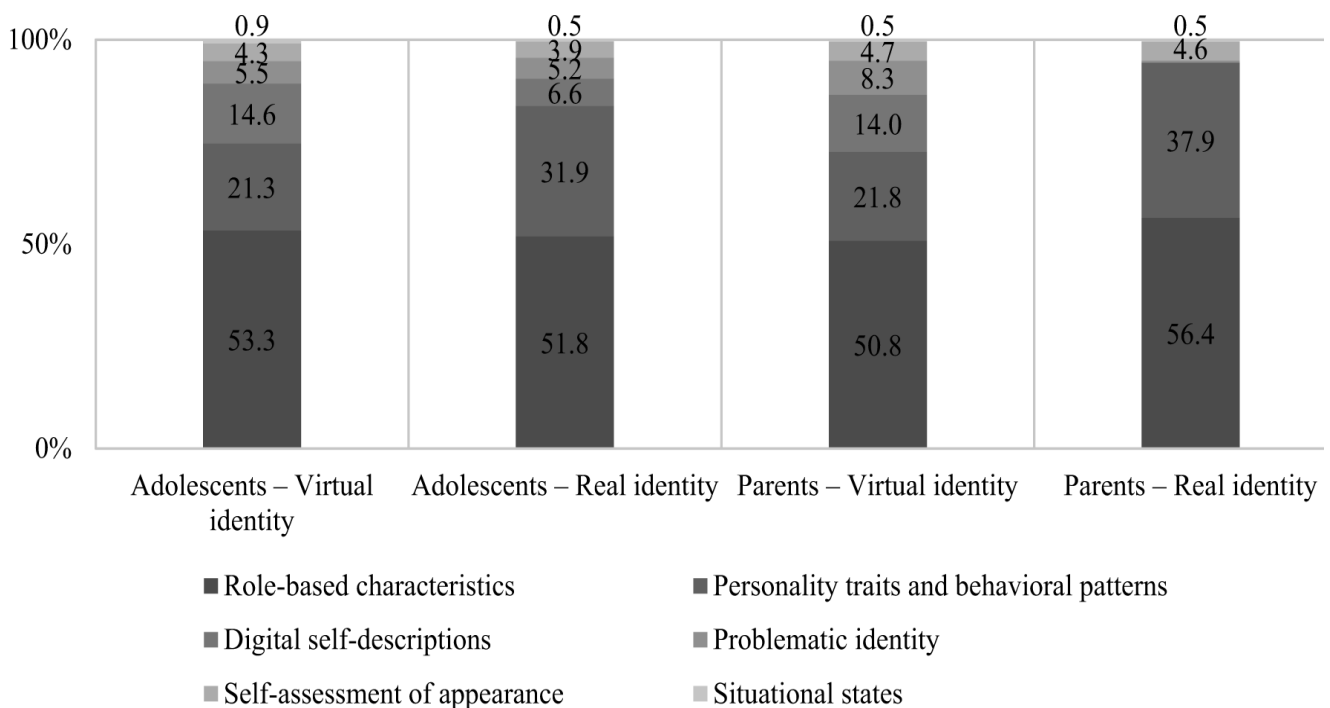 0.9 0.5 0.5 0.5
100%
4.3 3.9 4.7 4.6
5.5 5.2 8.3
14.6 6.6 14.0
21.3 31.9 21.8 37.9
50%
53.3 51.8 50.8 56.4
0%
Adolescents – Virtual identity
Adolescents – Real identity
Parents – Virtual identity
Parents – Real identity
Role-based characteristics
Personality traits and behavioral patterns
Digital self-descriptions
Problematic identity
Self-assessment of appearance
Situational states